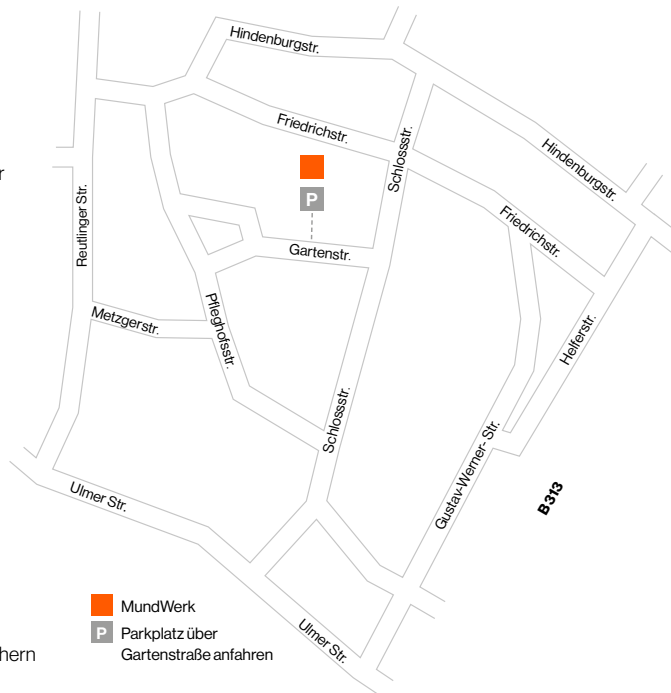 Hindenburgstr.
Friedrichstr.
Schlossstr.
Hindenburgstr.
r
P
Friedrichstr.
Reutlinger Str.
Gartenstr.
Metzgerstr.
Pfleghofsstr.
Helferstr.
Schlossstr.
Gustav-Werner- Str.
B313
Ulmer Str.
MundWerk
P Parkplatz über
Gartenstraße anfahren
Ulmer Str.
hern